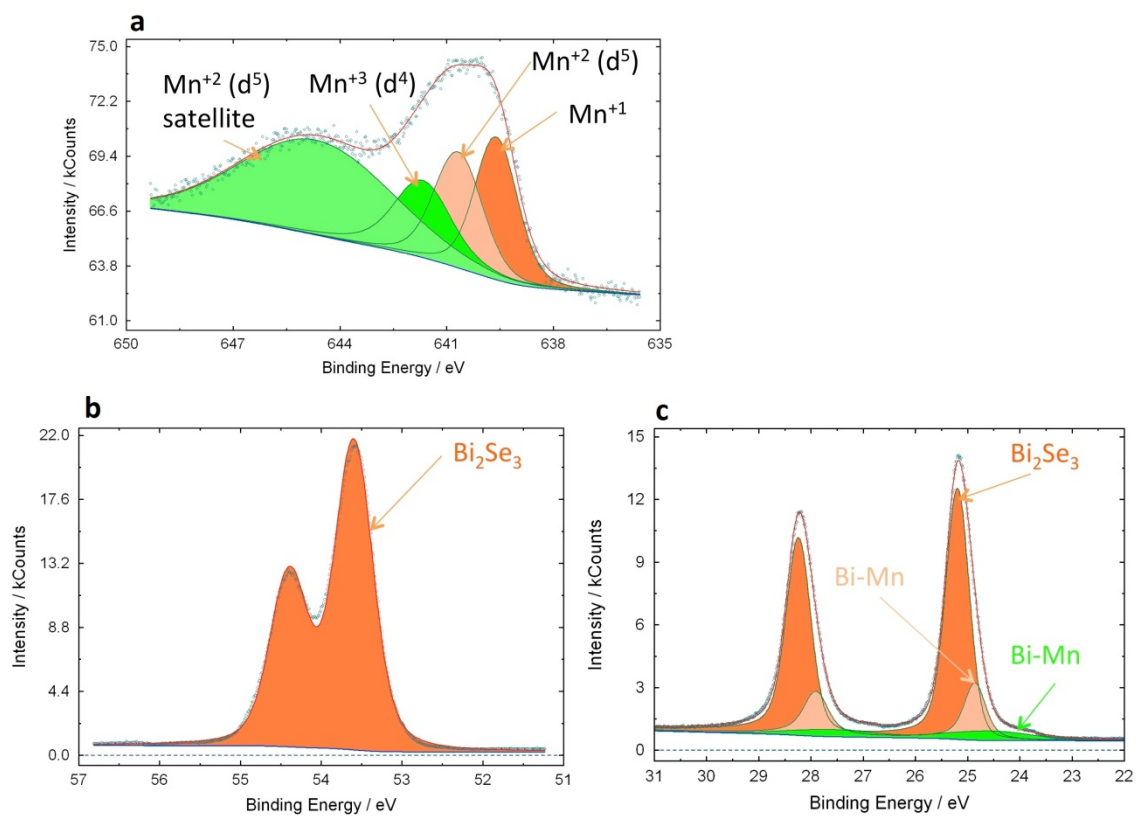 a
75.0
72.2
69.4
66.6
63.8
61.0
Intensity / kCounts
Mn⁺² (d⁵)
satellite
Mn⁺³ (d⁴)
Mn⁺² (d⁵)
Mn⁺¹
650 647 644 641 638 635
Binding Energy / eV
b
22.0
17.6
13.2
8.8
4.4
0.0
Intensity / kCounts
Bi₂Se₃
57 56 55 54 53 52 51
Binding Energy / eV
c
15
12
9
6
3
0
Intensity / kCounts
Bi₂Se₃
Bi-Mn
Bi-Mn
31 30 29 28 27 26 25 24 23 22
Binding Energy / eV